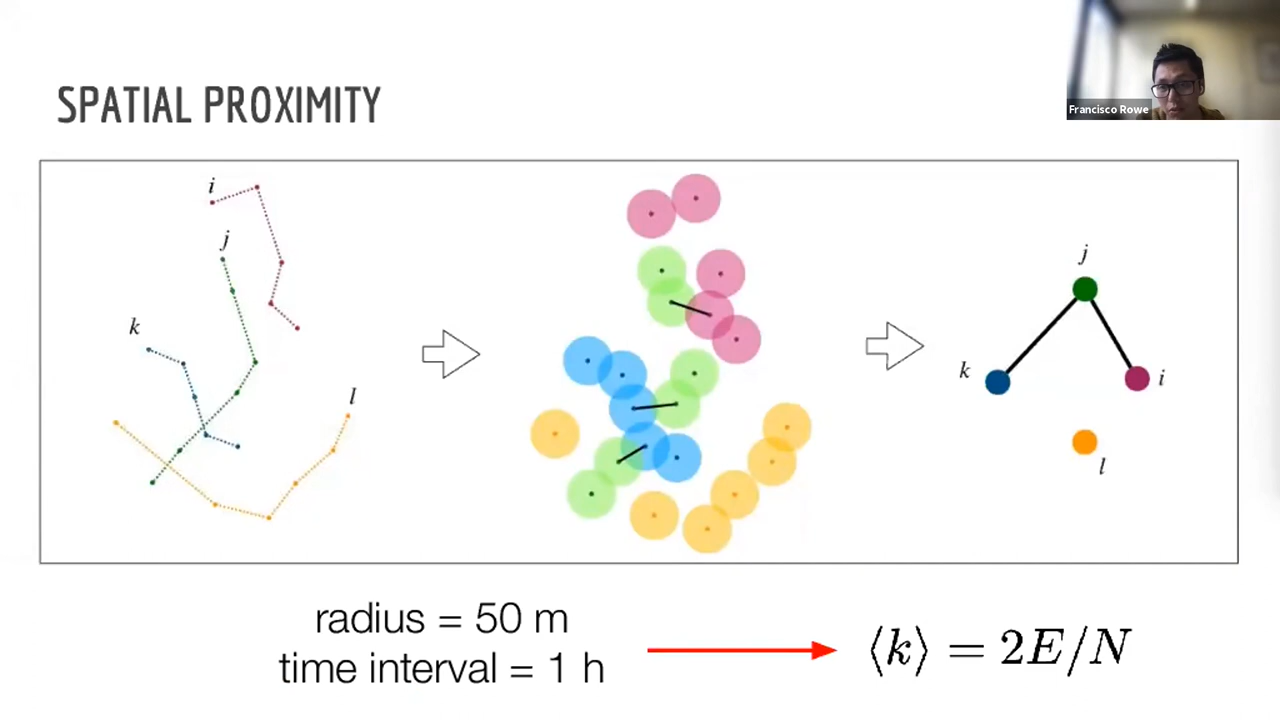 Francisco Rowe
SPATIAL PROXIMITY
i
j
k
l
j
k
i
l
radius = 50 m
time interval = 1 h
⟨k⟩ = 2E/N